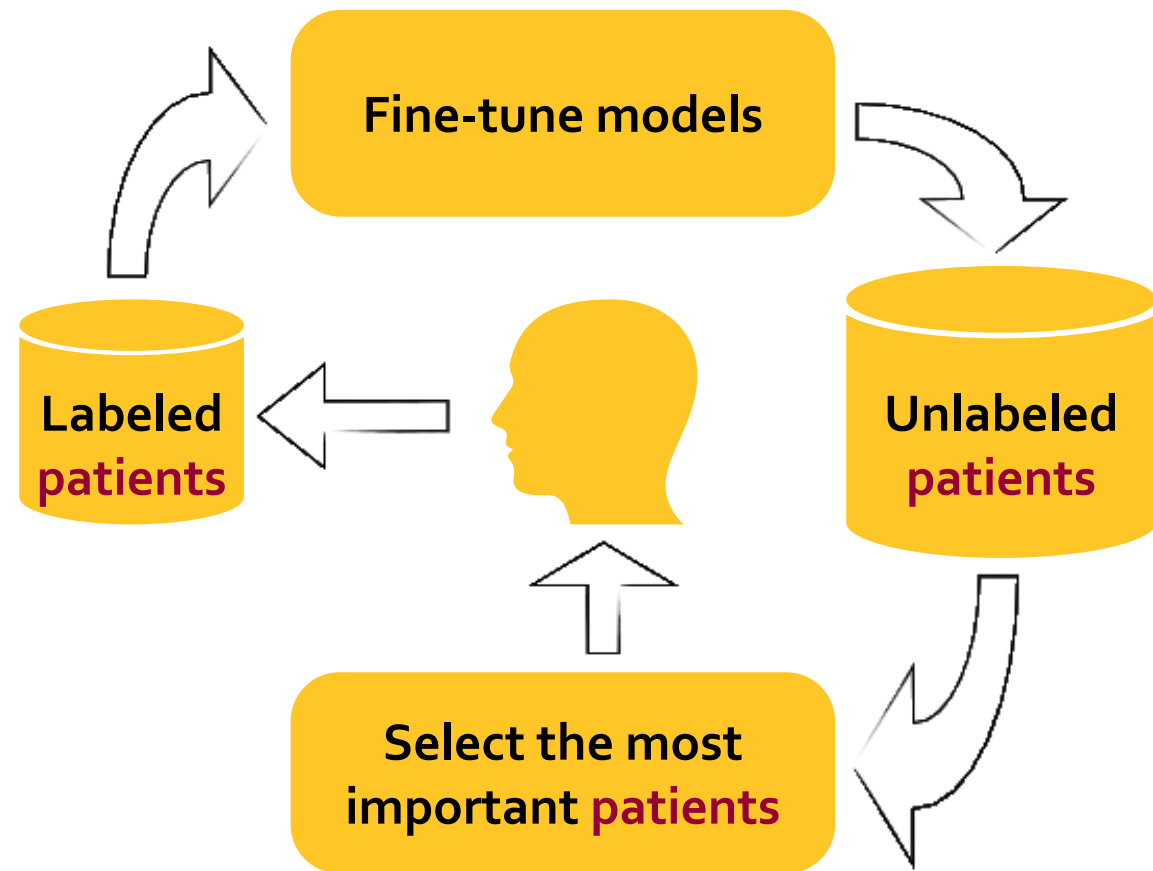 Fine-tune models
Labeled
patients
Unlabeled
patients
Select the most
important patients